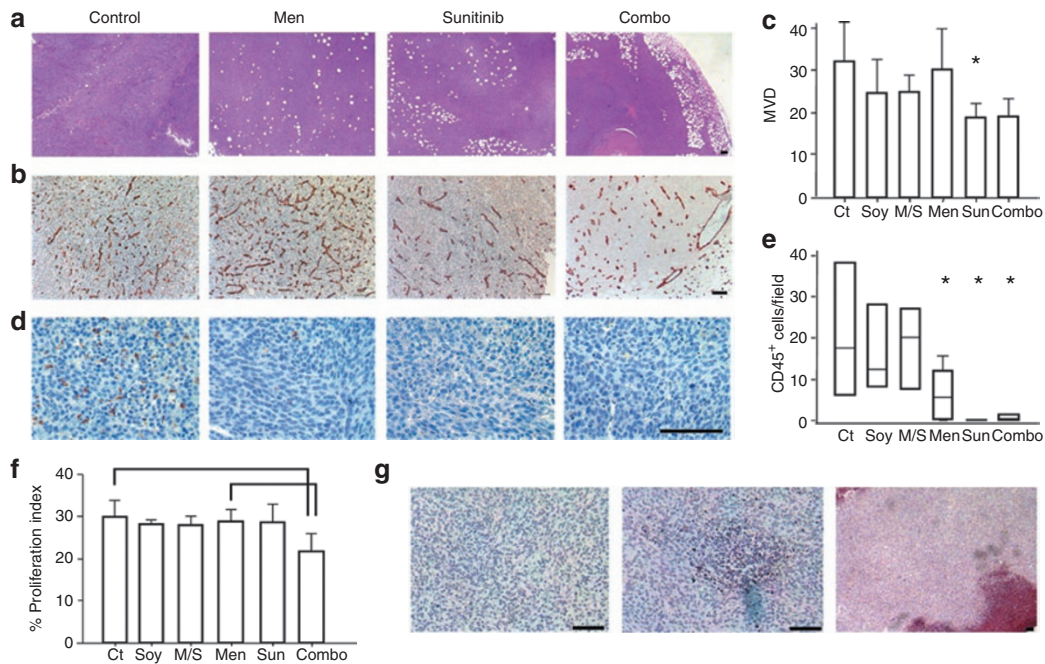 a Control Men Sunitinib Combo
b
d
c
MVD
40
30
20
10
0
Ct Soy M/S Men Sun Combo
*
e
CD45+ cells/field
40
30
20
10
0
Ct Soy M/S Men Sun Combo
* * *
f
% Proliferation index
40
30
20
10
0
Ct Soy M/S Men Sun Combo
g